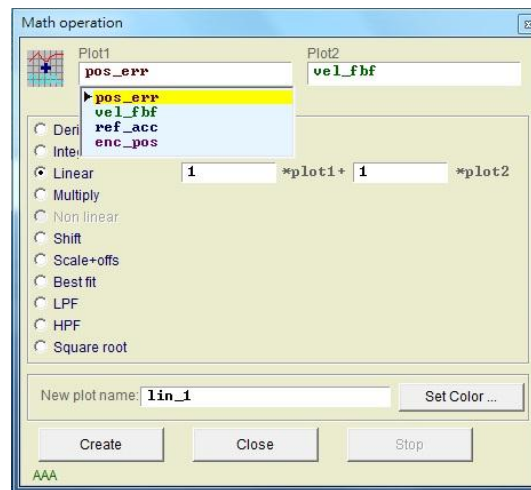 Math operation
Plot1 Plot2
pos_err vel_fbf
pos_err
vel_fbf
ref_acc
enc_pos
Deri
Inte
Linear 1 *plot1+ 1 *plot2
Multiply
Non linear
Shift
Scale+offs
Best fit
LPF
HPF
Square root
New plot name: lin_1 Set Color ...
Create Close Stop
AAA